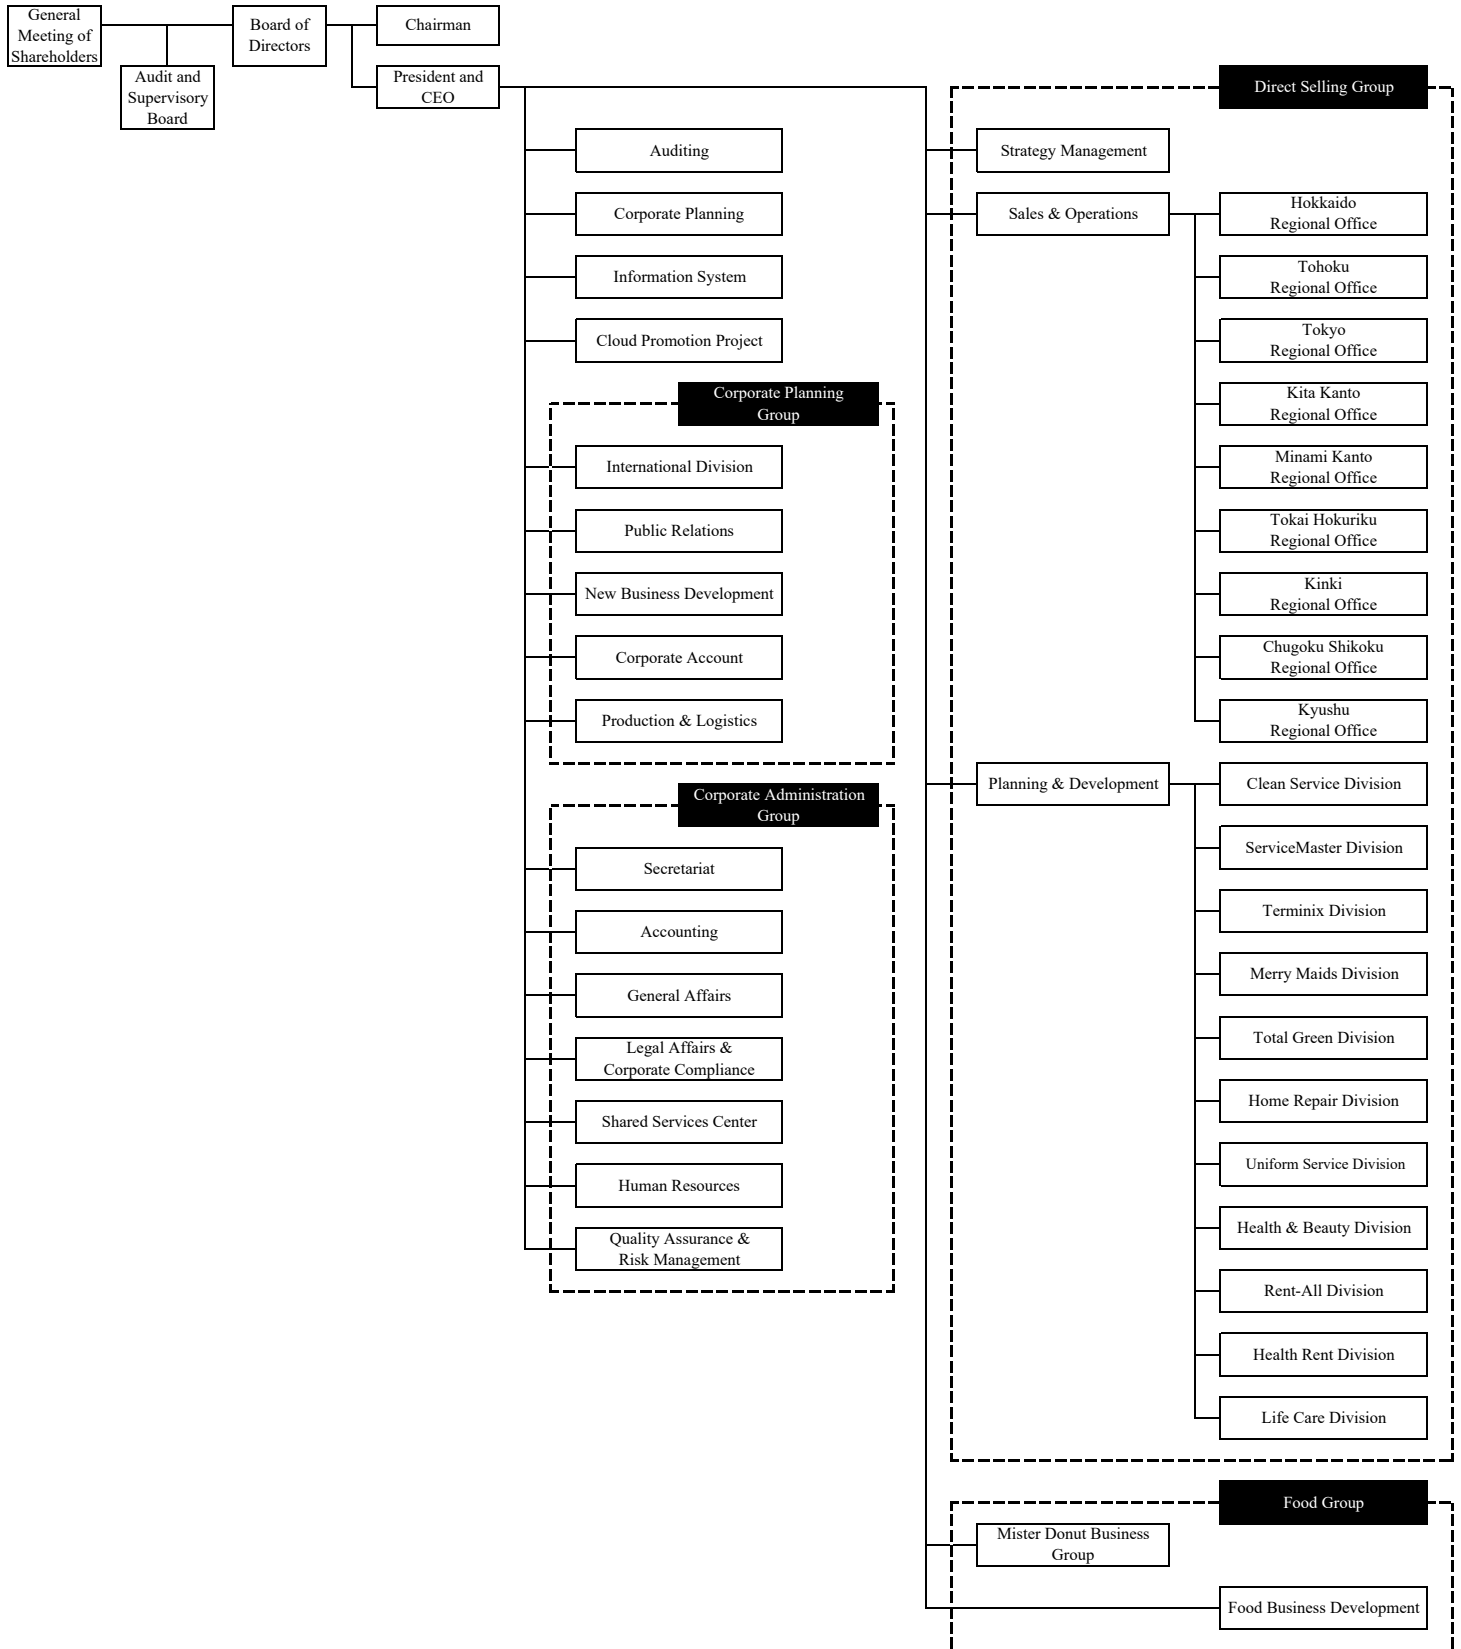 General
Meeting of
Shareholders
Audit and
Supervisory
Board
Board of
Directors
Chairman
President and
CEO
Auditing
Corporate Planning
Information System
Cloud Promotion Project
Corporate Planning
Group
International Division
Public Relations
New Business Development
Corporate Account
Production & Logistics
Corporate Administration
Group
Secretariat
Accounting
General Affairs
Legal Affairs &
Corporate Compliance
Shared Services Center
Human Resources
Quality Assurance &
Risk Management
Direct Selling Group
Strategy Management
Sales & Operations
Hokkaido
Regional Office
Tohoku
Regional Office
Tokyo
Regional Office
Kita Kanto
Regional Office
Minami Kanto
Regional Office
Tokai Hokuriku
Regional Office
Kinki
Regional Office
Chugoku Shikoku
Regional Office
Kyushu
Regional Office
Planning & Development
Clean Service Division
ServiceMaster Division
Terminix Division
Merry Maids Division
Total Green Division
Home Repair Division
Uniform Service Division
Health & Beauty Division
Rent-All Division
Health Rent Division
Life Care Division
Food Group
Mister Donut Business
Group
Food Business Development